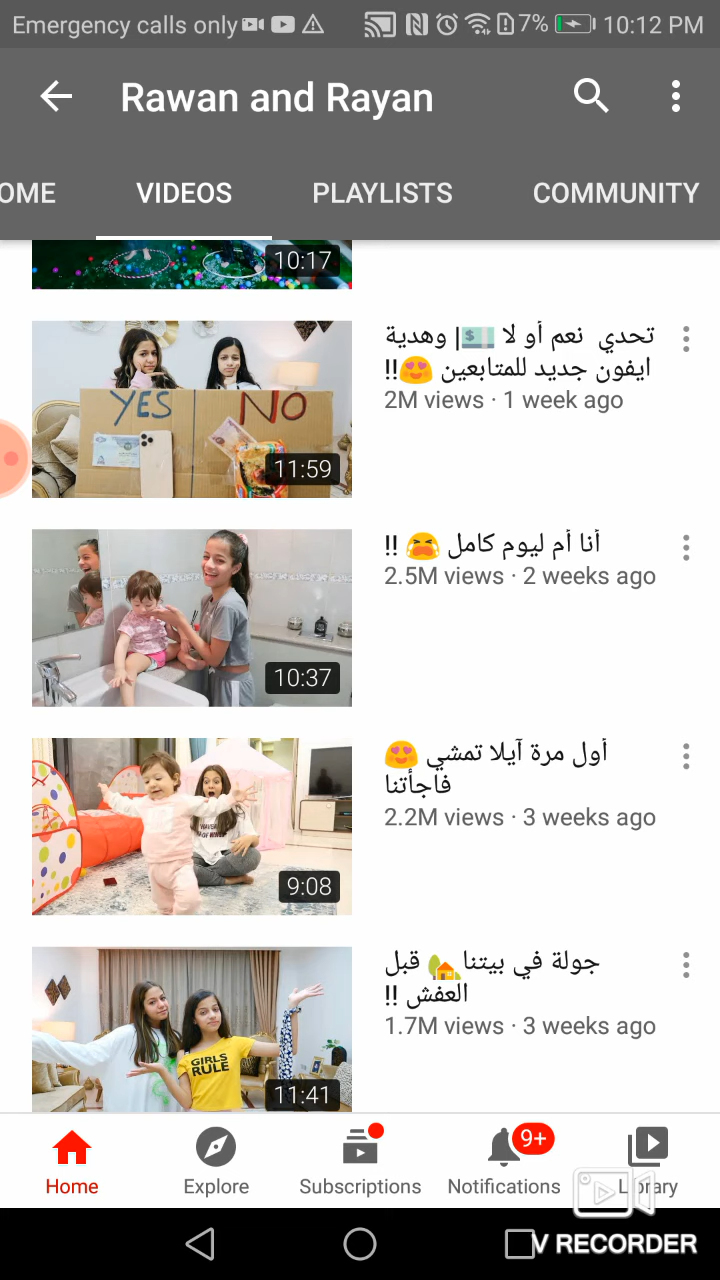 Emergency calls only 7% 10:12 PM
Rawan and Rayan
OME VIDEOS PLAYLISTS COMMUNITY
10:17
تحدي نعم أو لا 💵| وهدية
ايفون جديد للمتابعين 😍!!
2M views · 1 week ago
YES NO
11:59
أنا أم ليوم كامل 😭 !!
2.5M views · 2 weeks ago
10:37
أول مرة آيلا تمشي 😍
فاجأتنا
2.2M views · 3 weeks ago
9:08
جولة في بيتنا🏡 قبل
العفش !!
1.7M views · 3 weeks ago
GIRLS
RULE
11:41
9+
Home Explore Subscriptions Notifications Library
V RECORDER